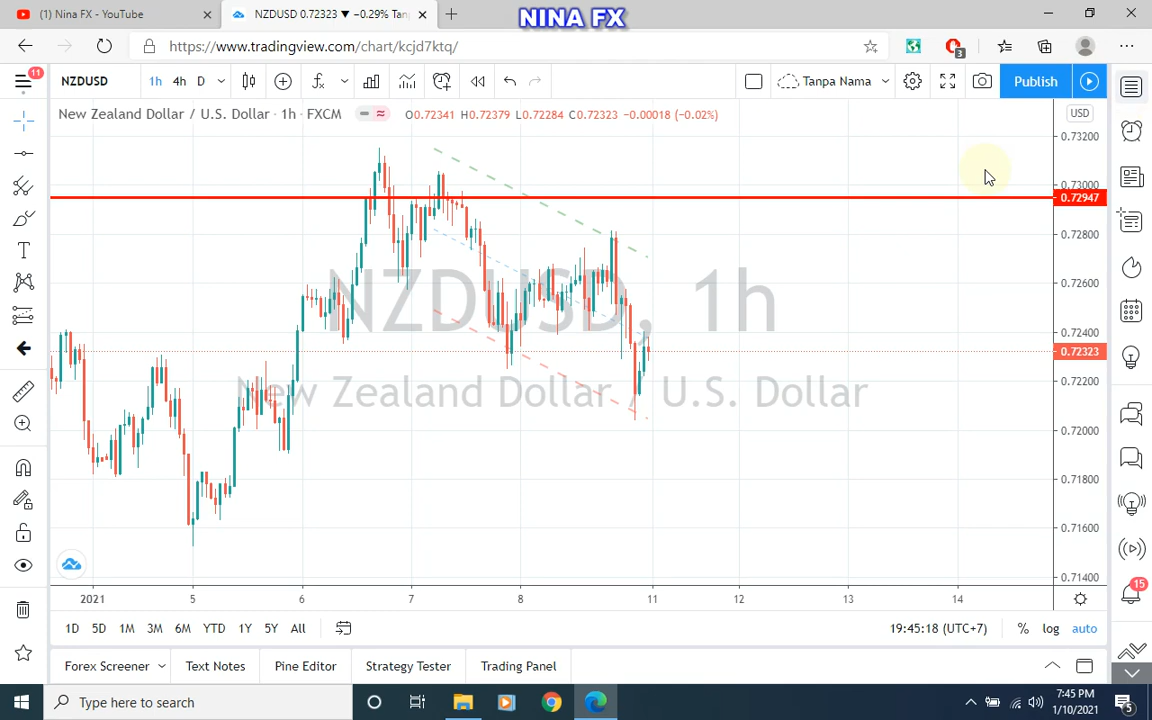 NINA FX
(1) Nina FX - YouTube
NZDUSD 0.72323 ▼ −0.29% Tan
https://www.tradingview.com/chart/kcjd7ktq/
3
11
NZDUSD
1h 4h D
Tanpa Nama
Publish
New Zealand Dollar / U.S. Dollar · 1h · FXCM
O0.72341 H0.72379 L0.72284 C0.72323 −0.00018 (−0.02%)
USD
0.73200
0.73000
0.72947
0.72800
0.72600
0.72400
0.72323
0.72200
0.72000
0.71800
0.71600
0.71400
NZDUSD, 1h
New Zealand Dollar / U.S. Dollar
2021 5 6 7 8 11 12 13 14
15
1D 5D 1M 3M 6M YTD 1Y 5Y All
19:45:18 (UTC+7) % log auto
Forex Screener Text Notes Pine Editor Strategy Tester Trading Panel
Type here to search
7:45 PM
1/10/2021
5